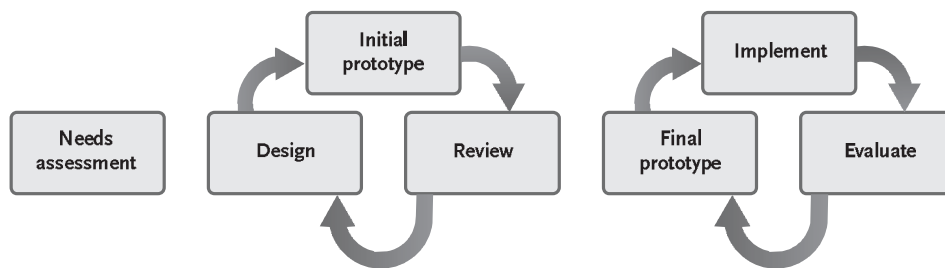 Needs
assessment
Design
Initial
prototype
Review
Final
prototype
Implement
Evaluate